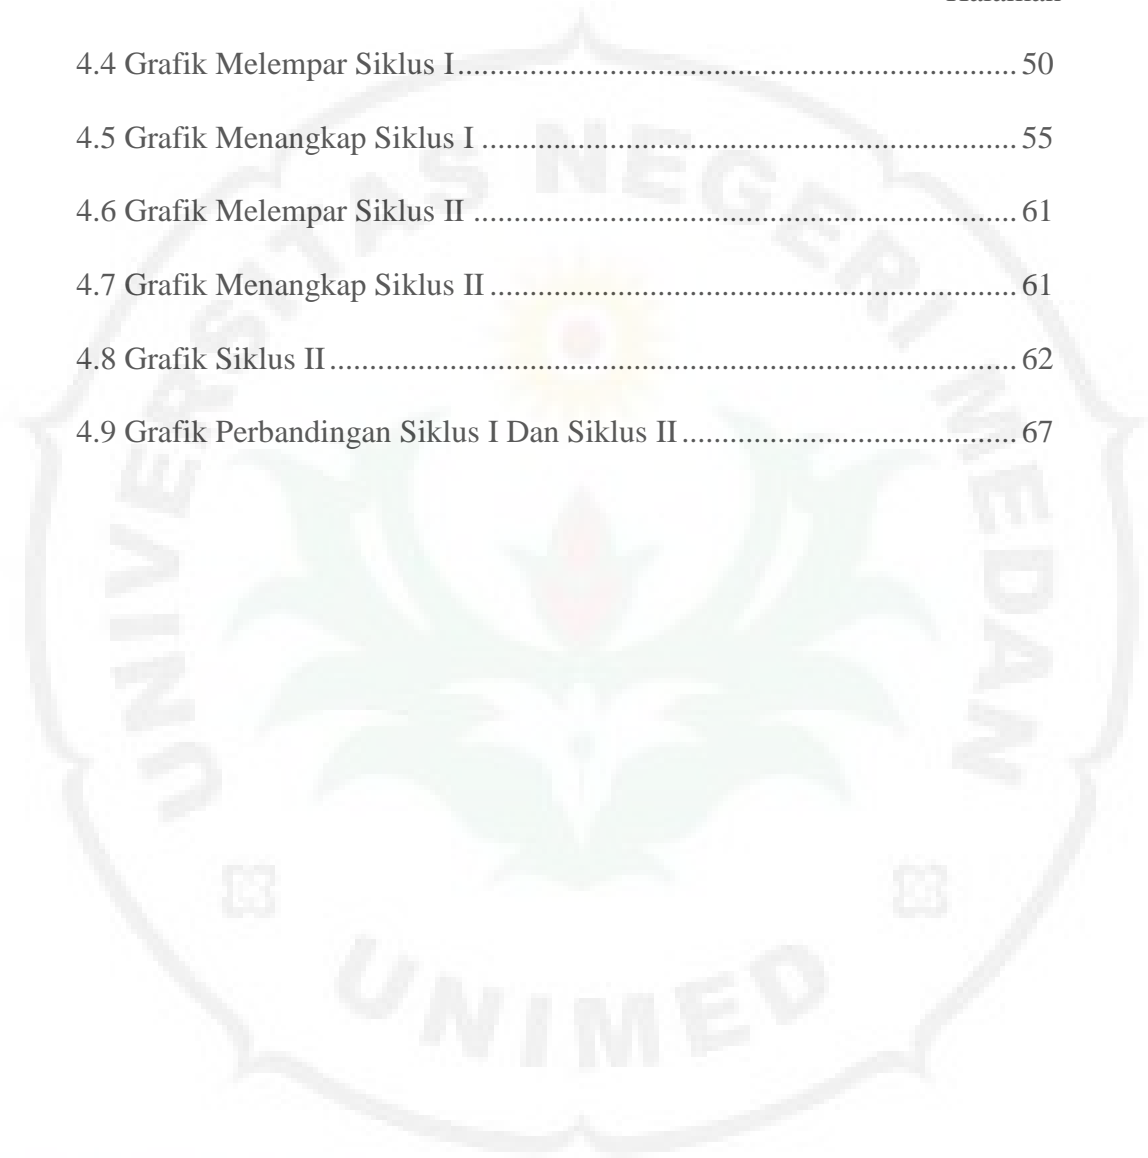 4.4 Grafik Melempar Siklus I.......................................................................50
4.5 Grafik Menangkap Siklus I ....................................................................55
4.6 Grafik Melempar Siklus II .....................................................................61
4.7 Grafik Menangkap Siklus II ...................................................................61
4.8 Grafik Siklus II.......................................................................................62
4.9 Grafik Perbandingan Siklus I Dan Siklus II ..........................................67
UNIVERSITAS NEGERI MEDAN
UNIMED